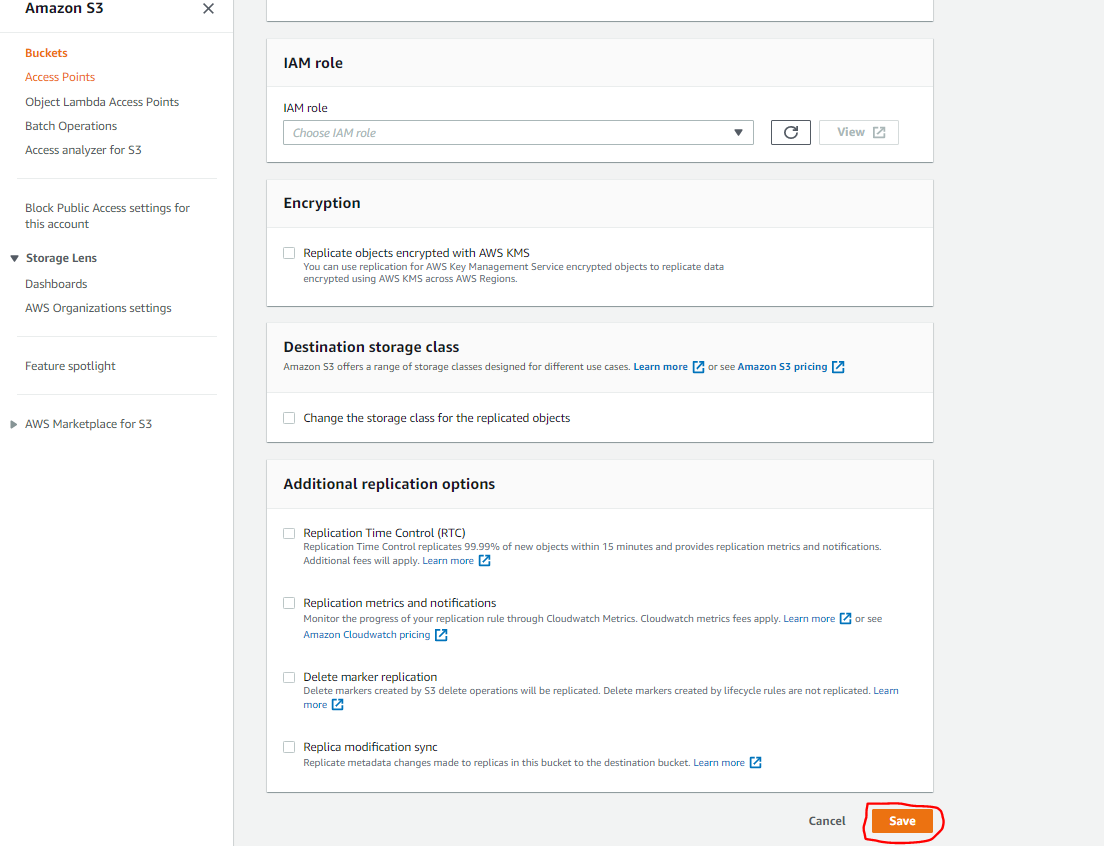 Amazon S3
Buckets
Access Points
Object Lambda Access Points
Batch Operations
Access analyzer for S3
Block Public Access settings for
this account
Storage Lens
Dashboards
AWS Organizations settings
Feature spotlight
AWS Marketplace for S3
IAM role
IAM role
Choose IAM role
View
Encryption
Replicate objects encrypted with AWS KMS
You can use replication for AWS Key Management Service encrypted objects to replicate data
encrypted using AWS KMS across AWS Regions.
Destination storage class
Amazon S3 offers a range of storage classes designed for different use cases. Learn more or see Amazon S3 pricing
Change the storage class for the replicated objects
Additional replication options
Replication Time Control (RTC)
Replication Time Control replicates 99.99% of new objects within 15 minutes and provides replication metrics and notifications.
Additional fees will apply. Learn more
Replication metrics and notifications
Monitor the progress of your replication rule through Cloudwatch Metrics. Cloudwatch metrics fees apply. Learn more or see
Amazon Cloudwatch pricing
Delete marker replication
Delete markers created by S3 delete operations will be replicated. Delete markers created by lifecycle rules are not replicated. Learn
more
Replica modification sync
Replicate metadata changes made to replicas in this bucket to the destination bucket. Learn more
Cancel
Save